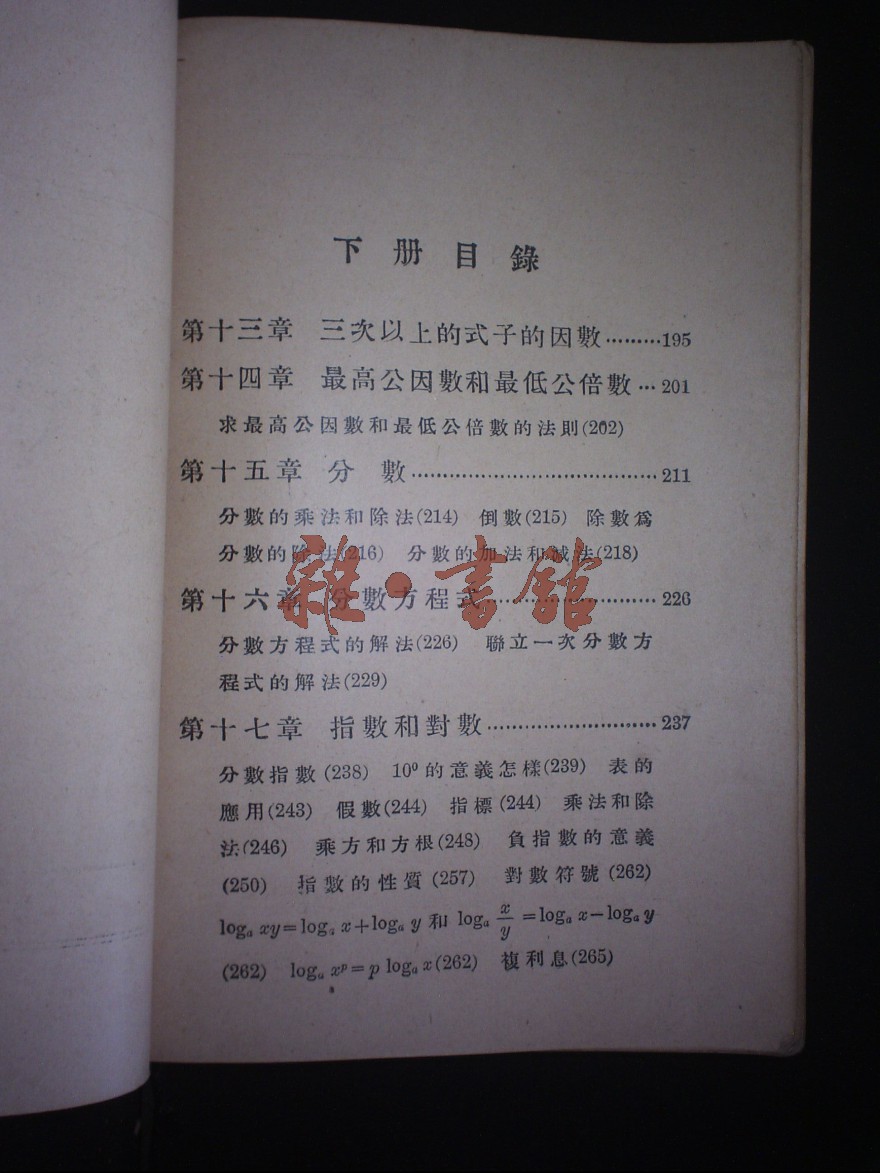 下册目錄
第十三章 三次以上的式子的因數………195
第十四章 最高公因數和最低公倍數…201
求最高公因數和最低公倍數的法則(202)
第十五章 分 數……………………………211
分數的乘法和除法(214) 倒數(215) 除數爲
分數的除法(216) 分數的加法和減法(218)
第十六章 分數方程式……………………226
雜·書館
分數方程式的解法(226) 聯立一次分數方
程式的解法(229)
第十七章 指數和對數……………………237
分數指數(238) 10⁰的意義怎樣(239) 表的
應用(243) 假數(244) 指標(244) 乘法和除
法(246) 乘方和方根(248) 負指數的意義
(250) 指數的性質(257) 對數符號(262)
logₐ xy=logₐ x+logₐ y 和 logₐ x/y =logₐ x−logₐ y
(262) logₐ xᵖ=p logₐ x(262) 複利息(265)